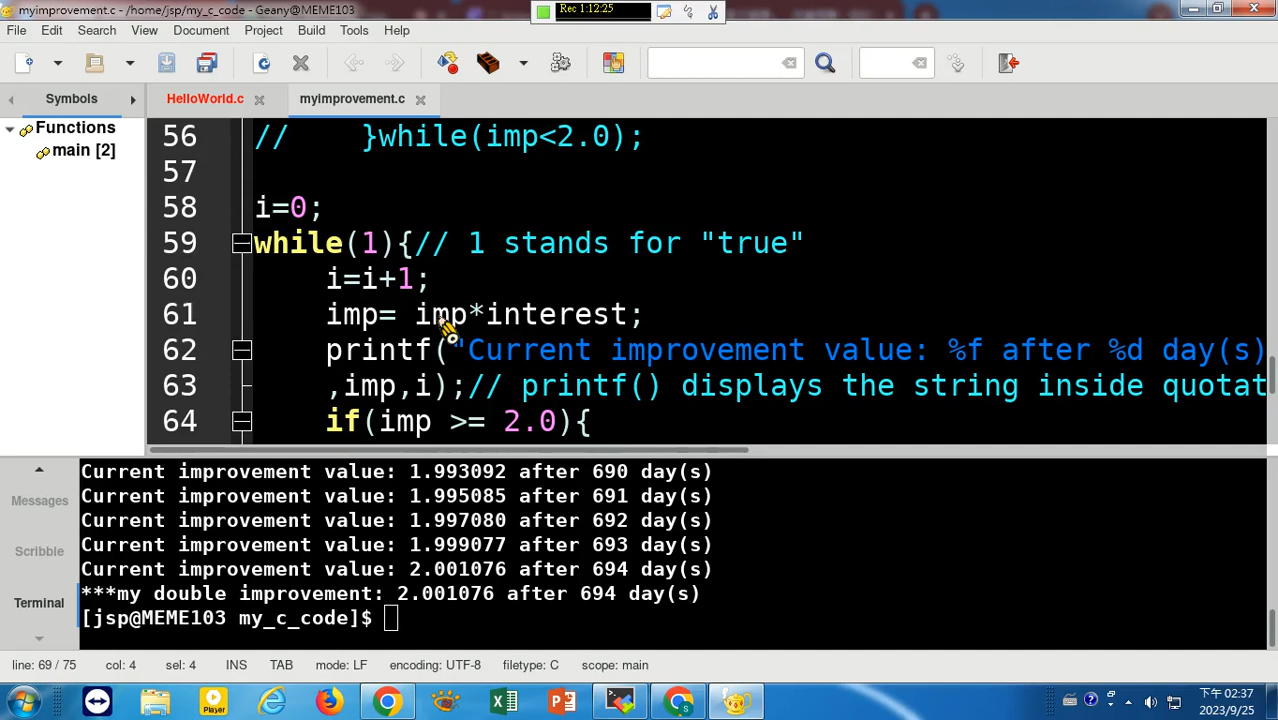 myimprovement.c - /home/jsp/my_c_code - Geany@MEME103
Rec 1:12:25
File Edit Search View Document Project Build Tools Help
Symbols
HelloWorld.c
myimprovement.c
Functions
main [2]
56 // }while(imp<2.0);
57
58 i=0;
59 while(1){// 1 stands for "true"
60 i=i+1;
61 imp= imp*interest;
62 printf("Current improvement value: %f after %d day(s)
63 ,imp,i);// printf() displays the string inside quotat
64 if(imp >= 2.0){
Messages
Scribble
Terminal
Current improvement value: 1.993092 after 690 day(s)
Current improvement value: 1.995085 after 691 day(s)
Current improvement value: 1.997080 after 692 day(s)
Current improvement value: 1.999077 after 693 day(s)
Current improvement value: 2.001076 after 694 day(s)
***my double improvement: 2.001076 after 694 day(s)
[jsp@MEME103 my_c_code]$
line: 69 / 75 col: 4 sel: 4 INS TAB mode: LF encoding: UTF-8 filetype: C scope: main
Player
下午 02:37
2023/9/25